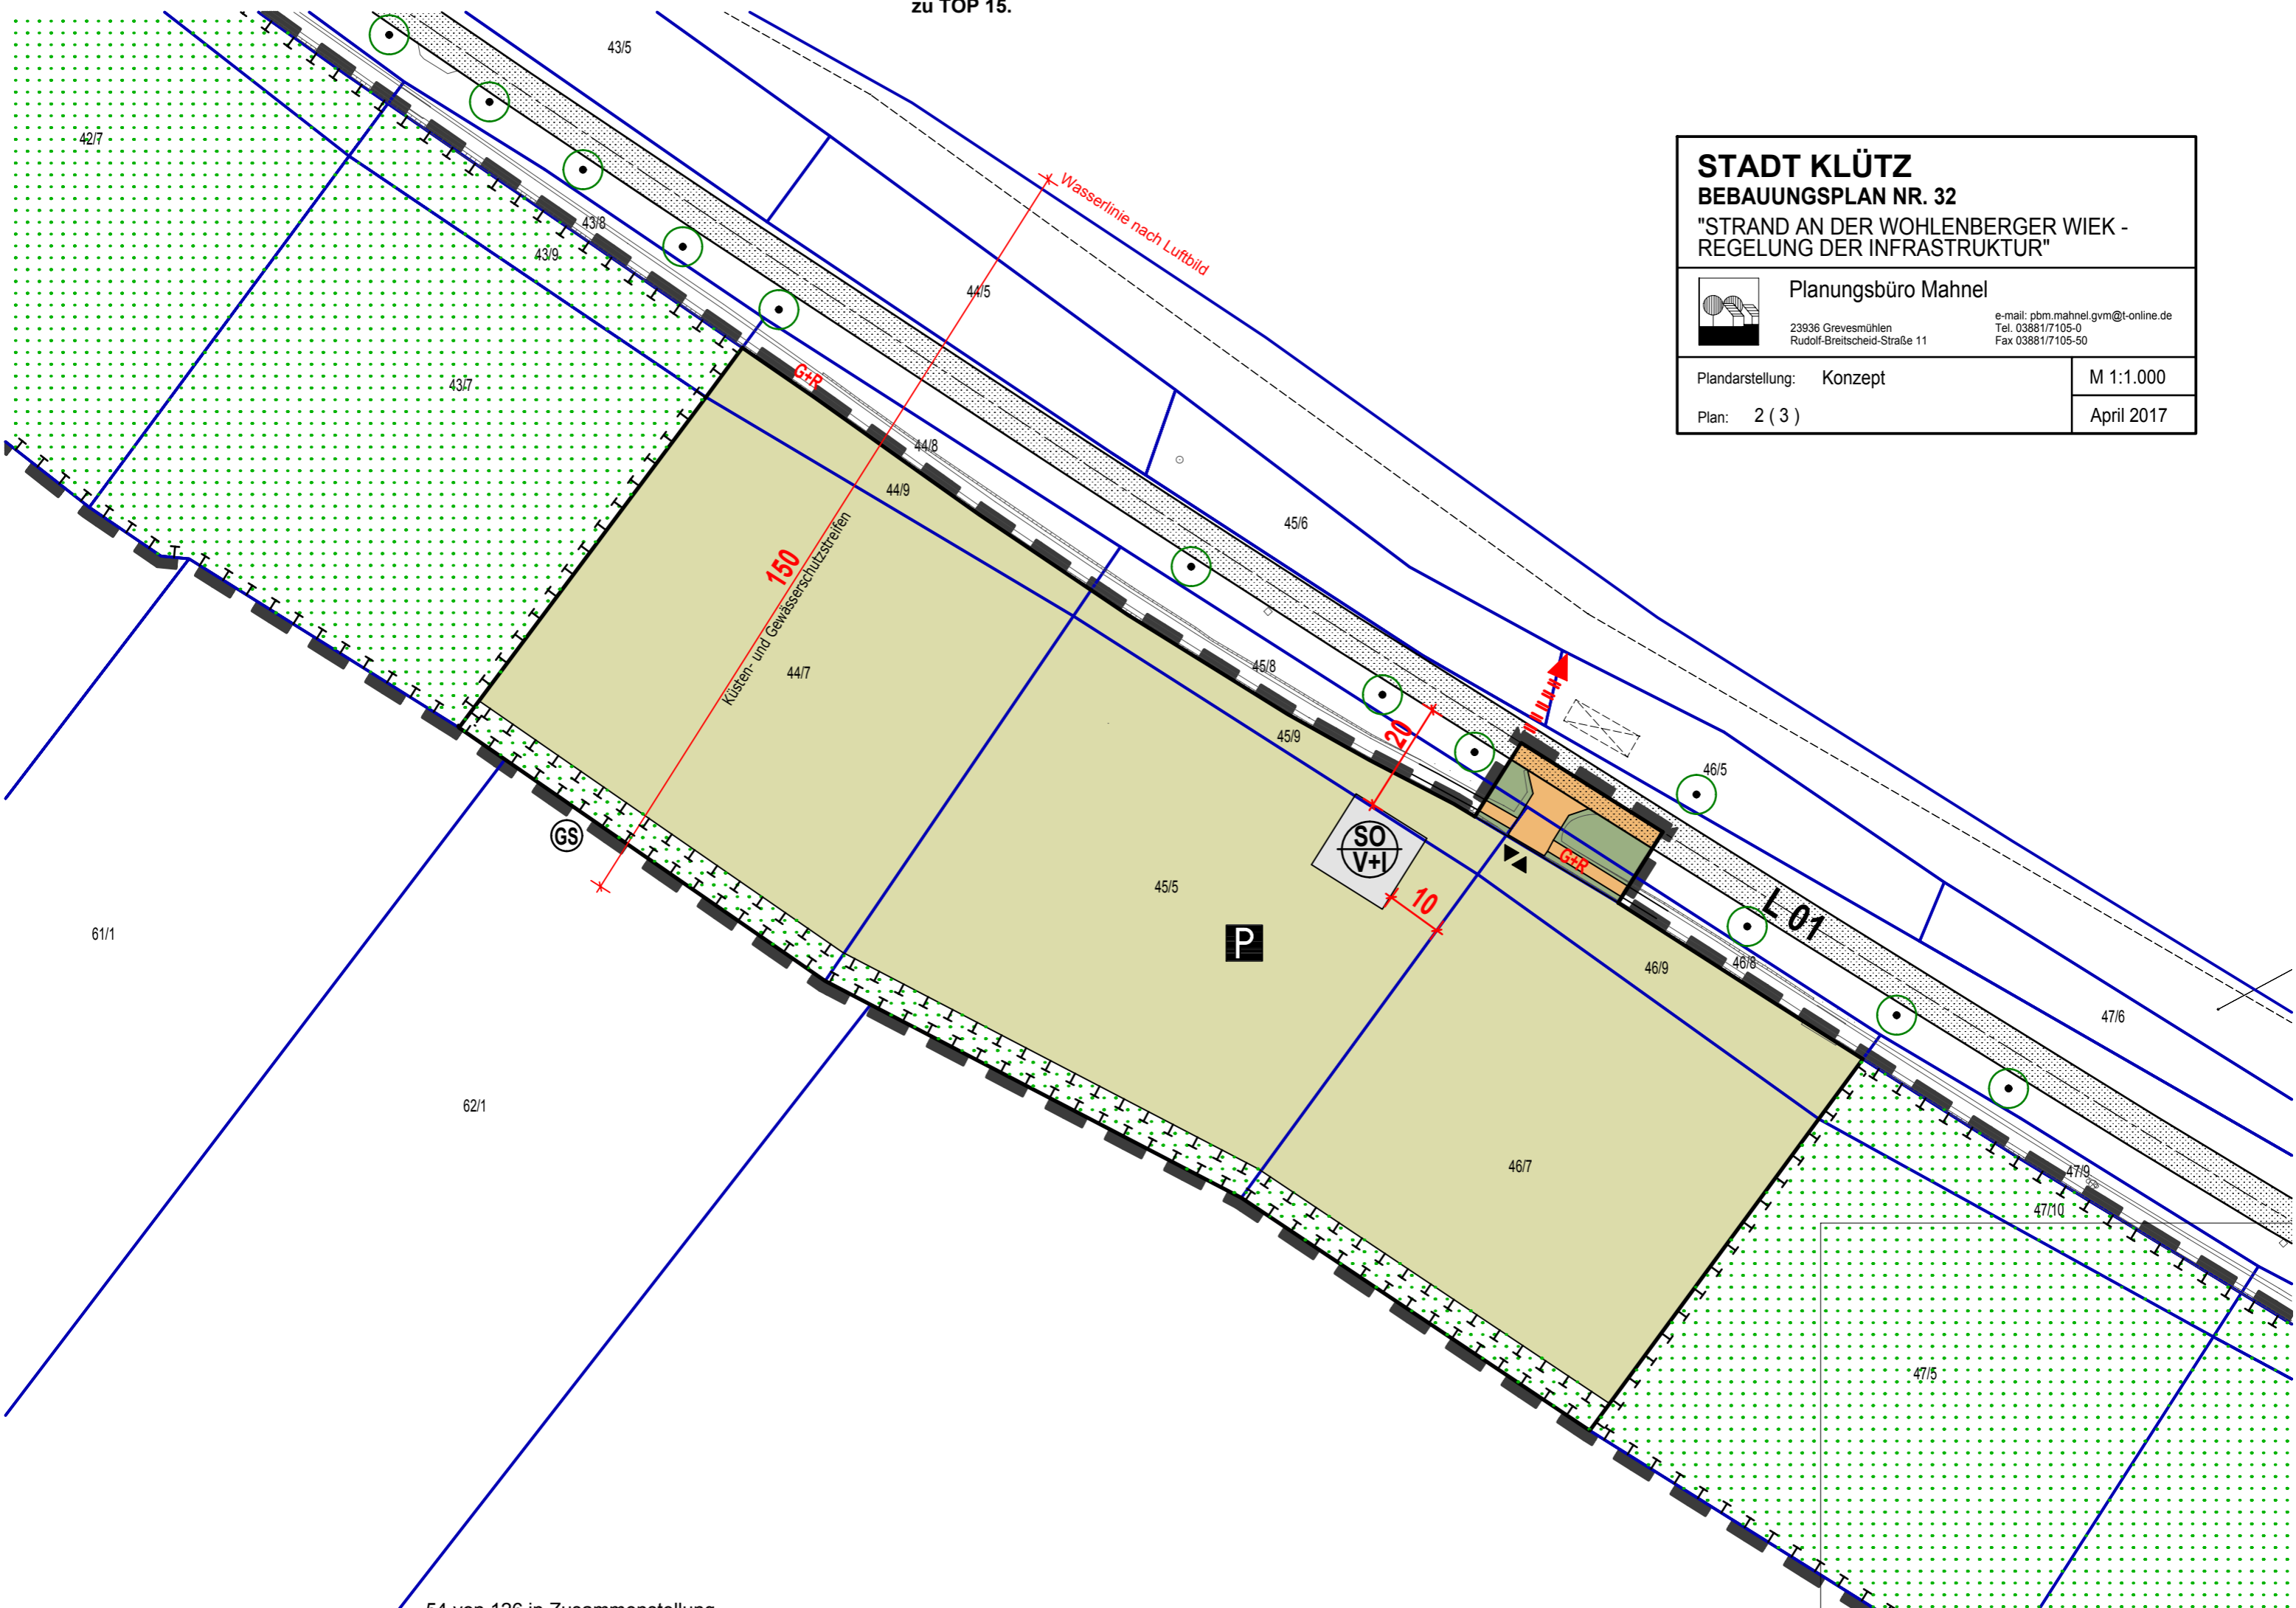 zu TOP 15.
43/5
42/7
STADT KLÜTZ
BEBAUUNGSPLAN NR. 32
"STRAND AN DER WOHLENBERGER WIEK -
REGELUNG DER INFRASTRUKTUR"
Planungsbüro Mahnel
23936 Grevesmühlen
Rudolf-Breitscheid-Straße 11
e-mail: pbm.mahnel.gvm@t-online.de
Tel. 03881/7105-0
Fax 03881/7105-50
Plandarstellung: Konzept
M 1:1.000
Plan: 2 ( 3 )
April 2017
Wasserlinie nach Luftbild
43/8
43/9
44/5
43/7
G+R
44/8
44/9
45/6
150
Küsten- und Gewässerschutzstreifen
44/7
45/8
45/9
20
46/5
GS
SO
V+I
G+R
45/5
10
L 01
61/1
P
46/9
46/8
47/6
62/1
46/7
47/9
47/10
47/5
54 von 126 in Zusammenstellung